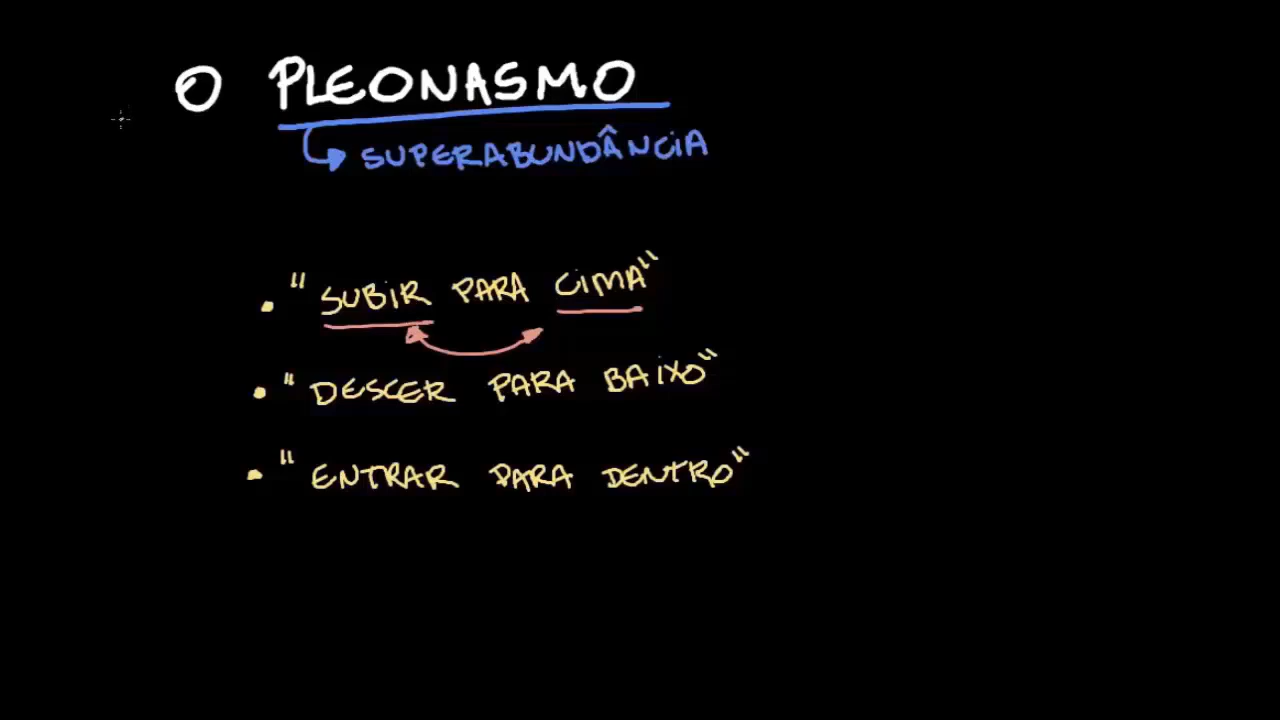 O PLEONASMO
SUPERABUNDÂNCIA
• "SUBIR PARA CIMA"
• "DESCER PARA BAIXO"
• "ENTRAR PARA DENTRO"